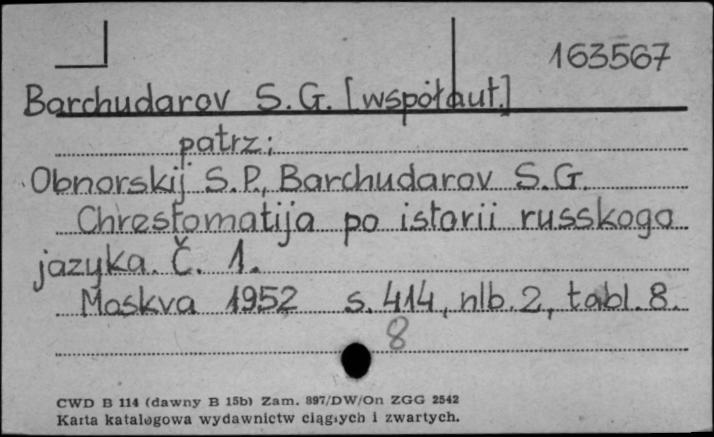 163567
Barchudarov S.G. [współaut.]
patrz:
Obnorskij S.P., Barchudarov S.G.
Chrestomatija po istorii russkogo
jazyka. Č. 1.
Moskva 1952 s. 414, nlb. 2, tabl. 8.
8
CWD B 114 (dawny B 15b) Zam. 897/DW/On ZGG 2542
Karta katalogowa wydawnictw ciągłych i zwartych.